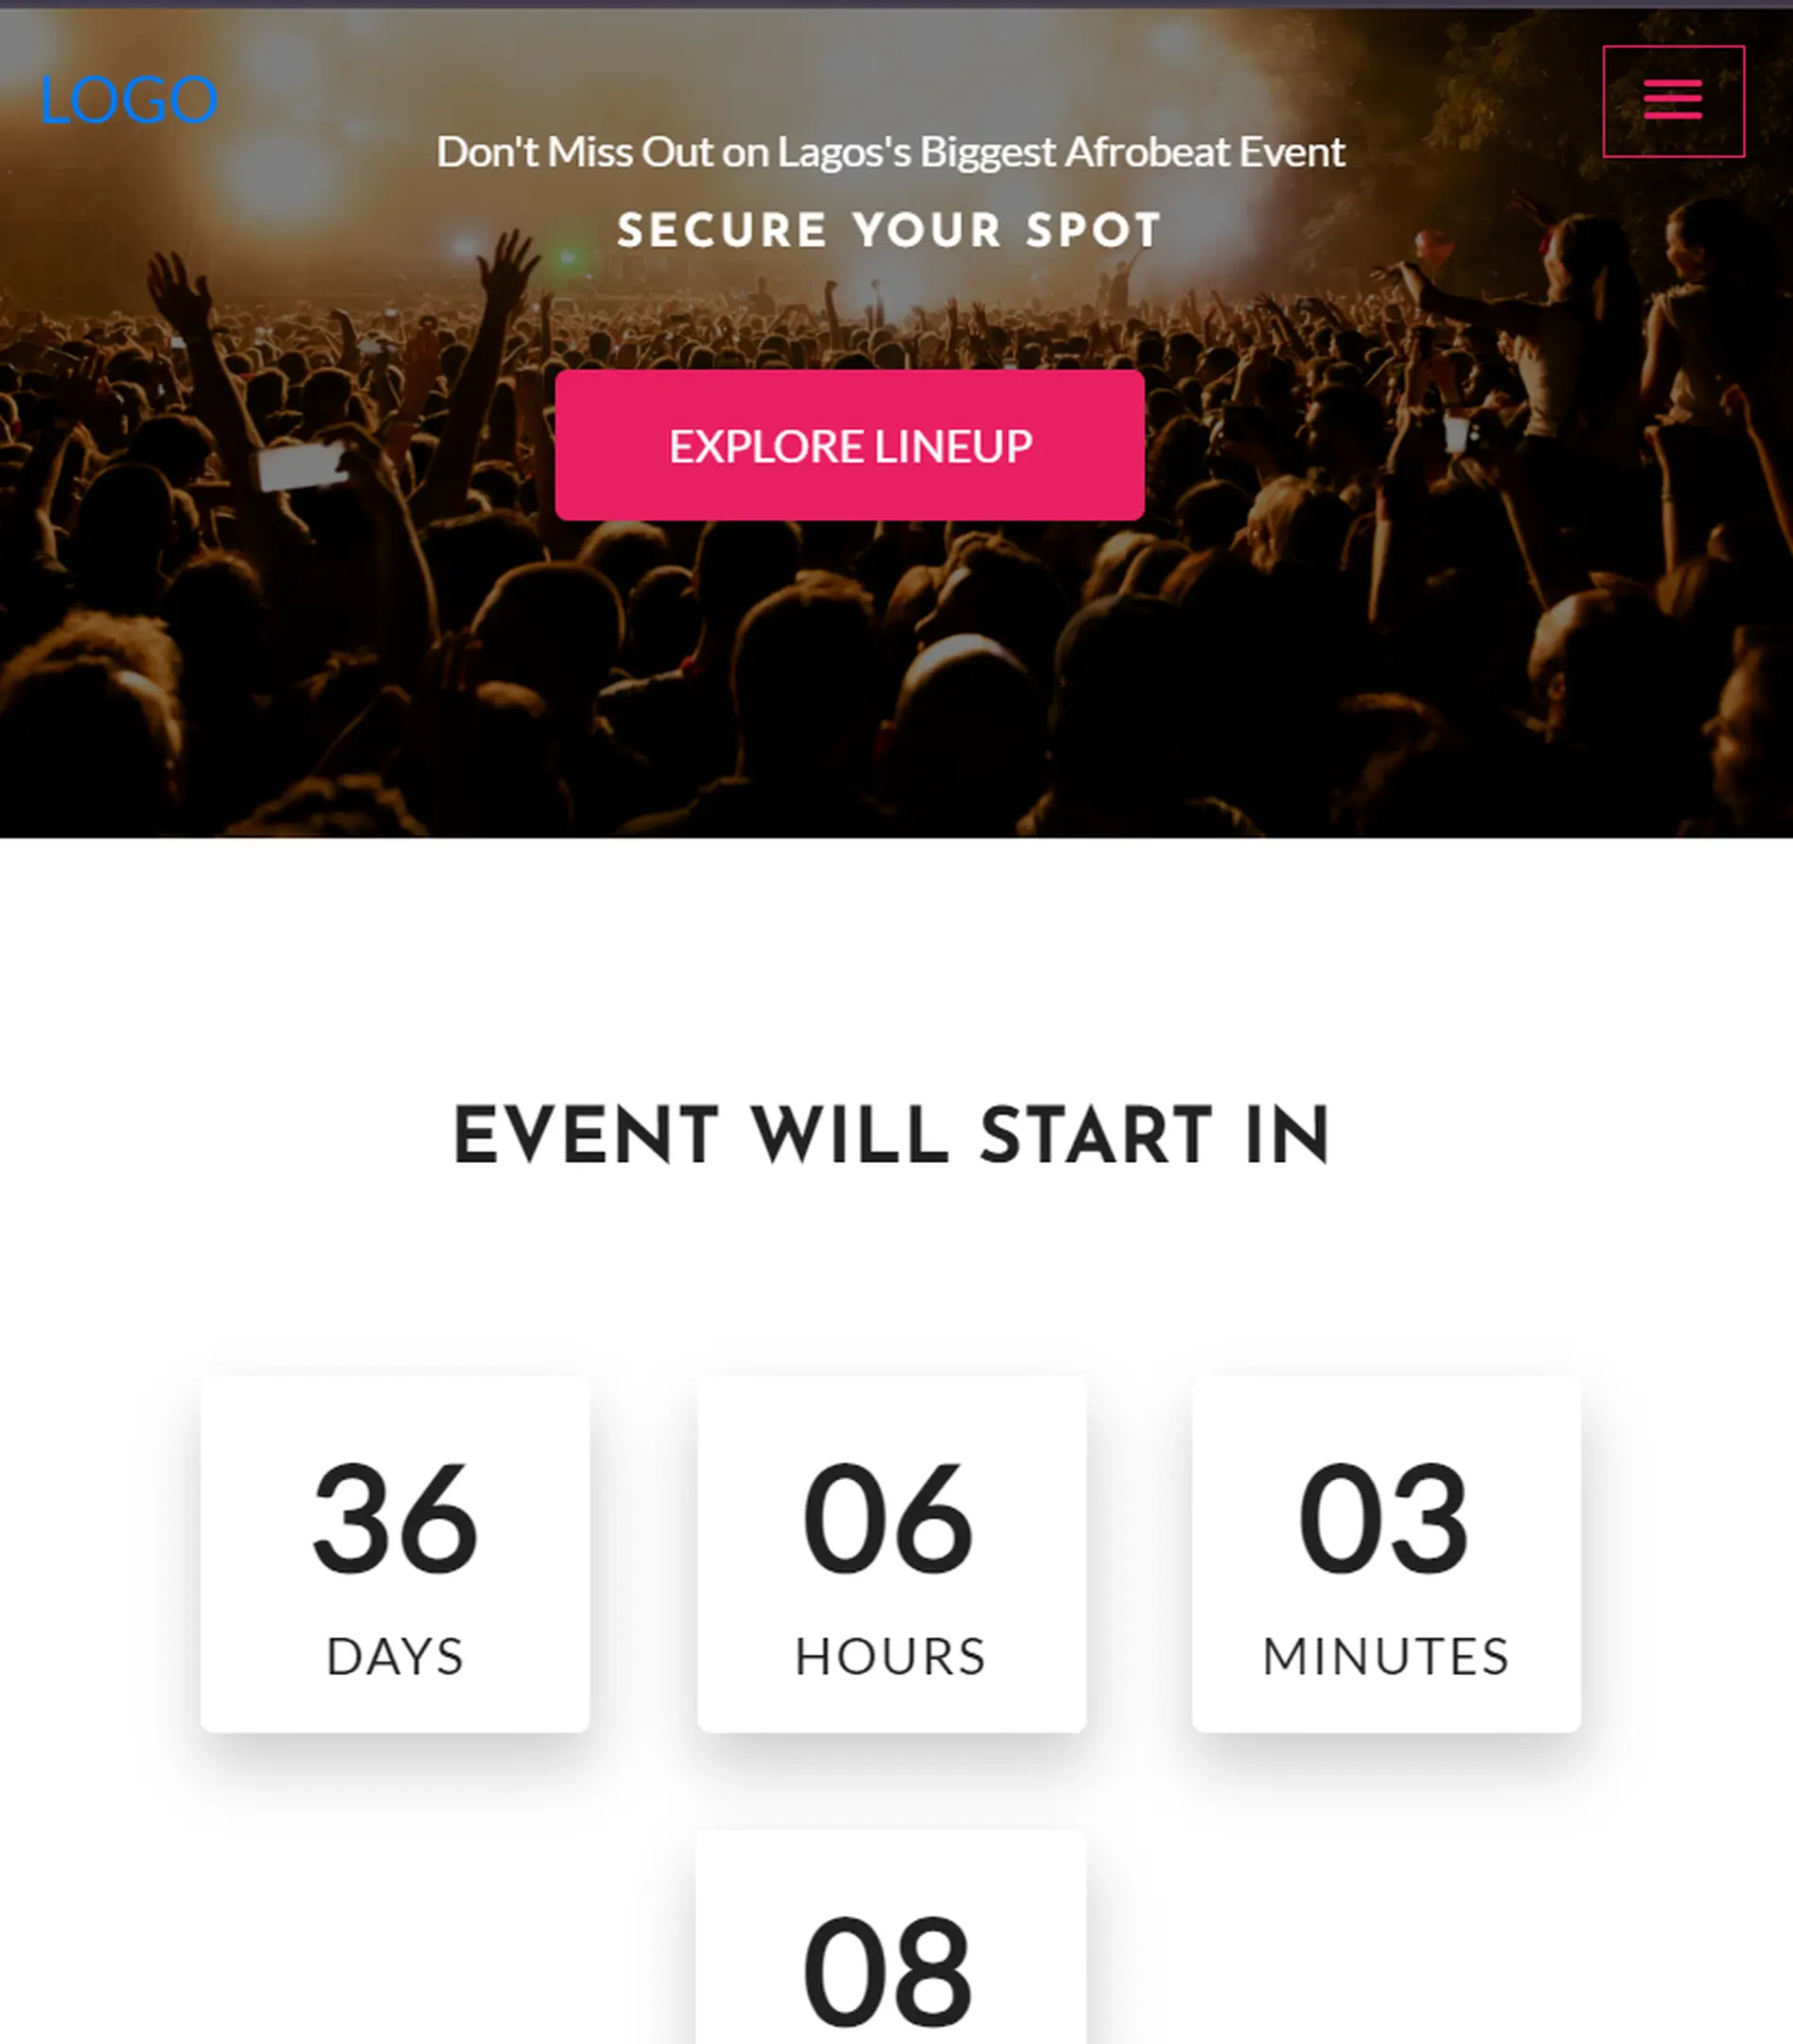 LOGO
Don't Miss Out on Lagos's Biggest Afrobeat Event
SECURE YOUR SPOT
EXPLORE LINEUP
EVENT WILL START IN
36
DAYS
06
HOURS
03
MINUTES
08